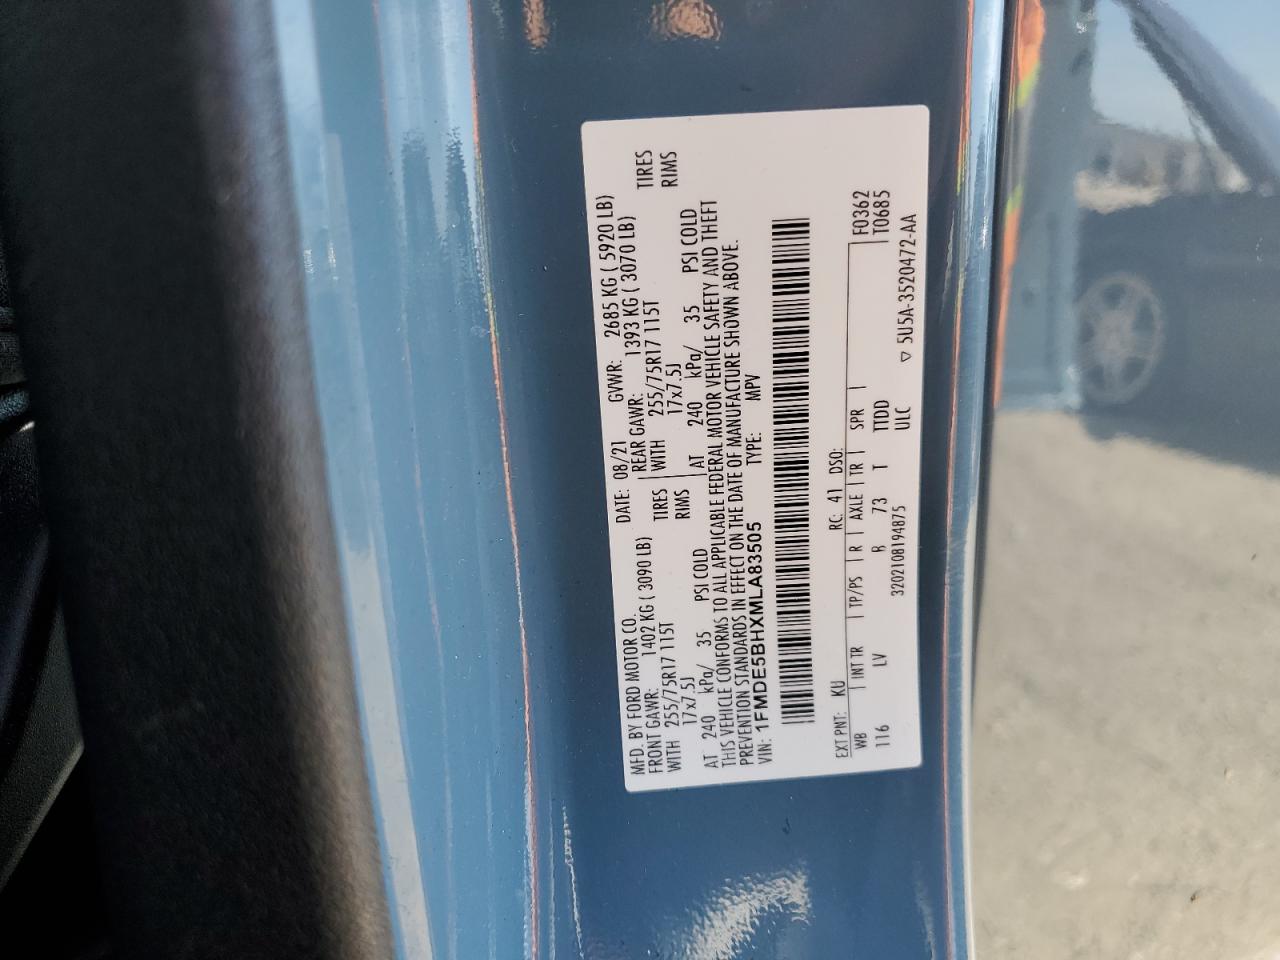 MFD. BY FORD MOTOR CO.
DATE: 08/21 GVWR: 2685 KG ( 5920 LB)
FRONT GAWR: 1402 KG ( 3090 LB) REAR GAWR: 1393 KG ( 3070 LB)
WITH 255/75R17 115T TIRES WITH 255/75R17 115T TIRES
17x7.5J RIMS 17x7.5J RIMS
AT 240 kPa/ 35 PSI COLD AT 240 kPa/ 35 PSI COLD
THIS VEHICLE CONFORMS TO ALL APPLICABLE FEDERAL MOTOR VEHICLE SAFETY AND THEFT
PREVENTION STANDARDS IN EFFECT ON THE DATE OF MANUFACTURE SHOWN ABOVE.
VIN: 1FMDE5BHXMLA83505 TYPE: MPV
EXT PNT: KU RC: 41 DSO: F0362
WB INT TR TP/PS R AXLE TR SPR T0685
116 LV B 73 T TTDD
3202108194875 ULC ▽ 5U5A-3520472-AA